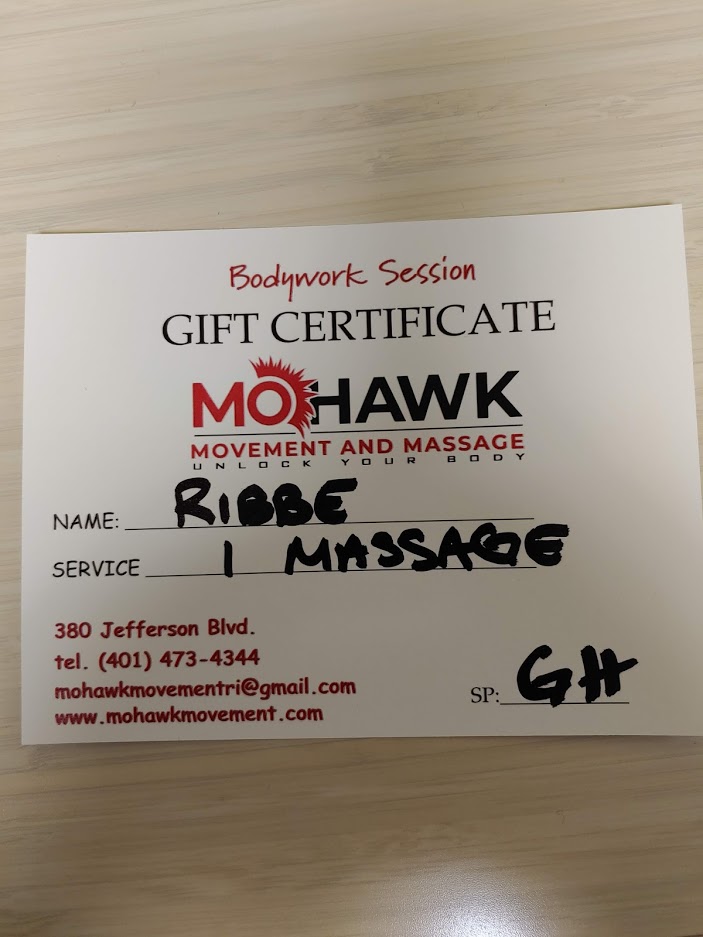 Bodywork Session
GIFT CERTIFICATE
MOHAWK
MOVEMENT AND MASSAGE
UNLOCK YOUR BODY
NAME: RIBBE
SERVICE 1 MASSAGE
380 Jefferson Blvd.
tel. (401) 473-4344
mohawkmovementri@gmail.com
www.mohawkmovement.com
SP: GH